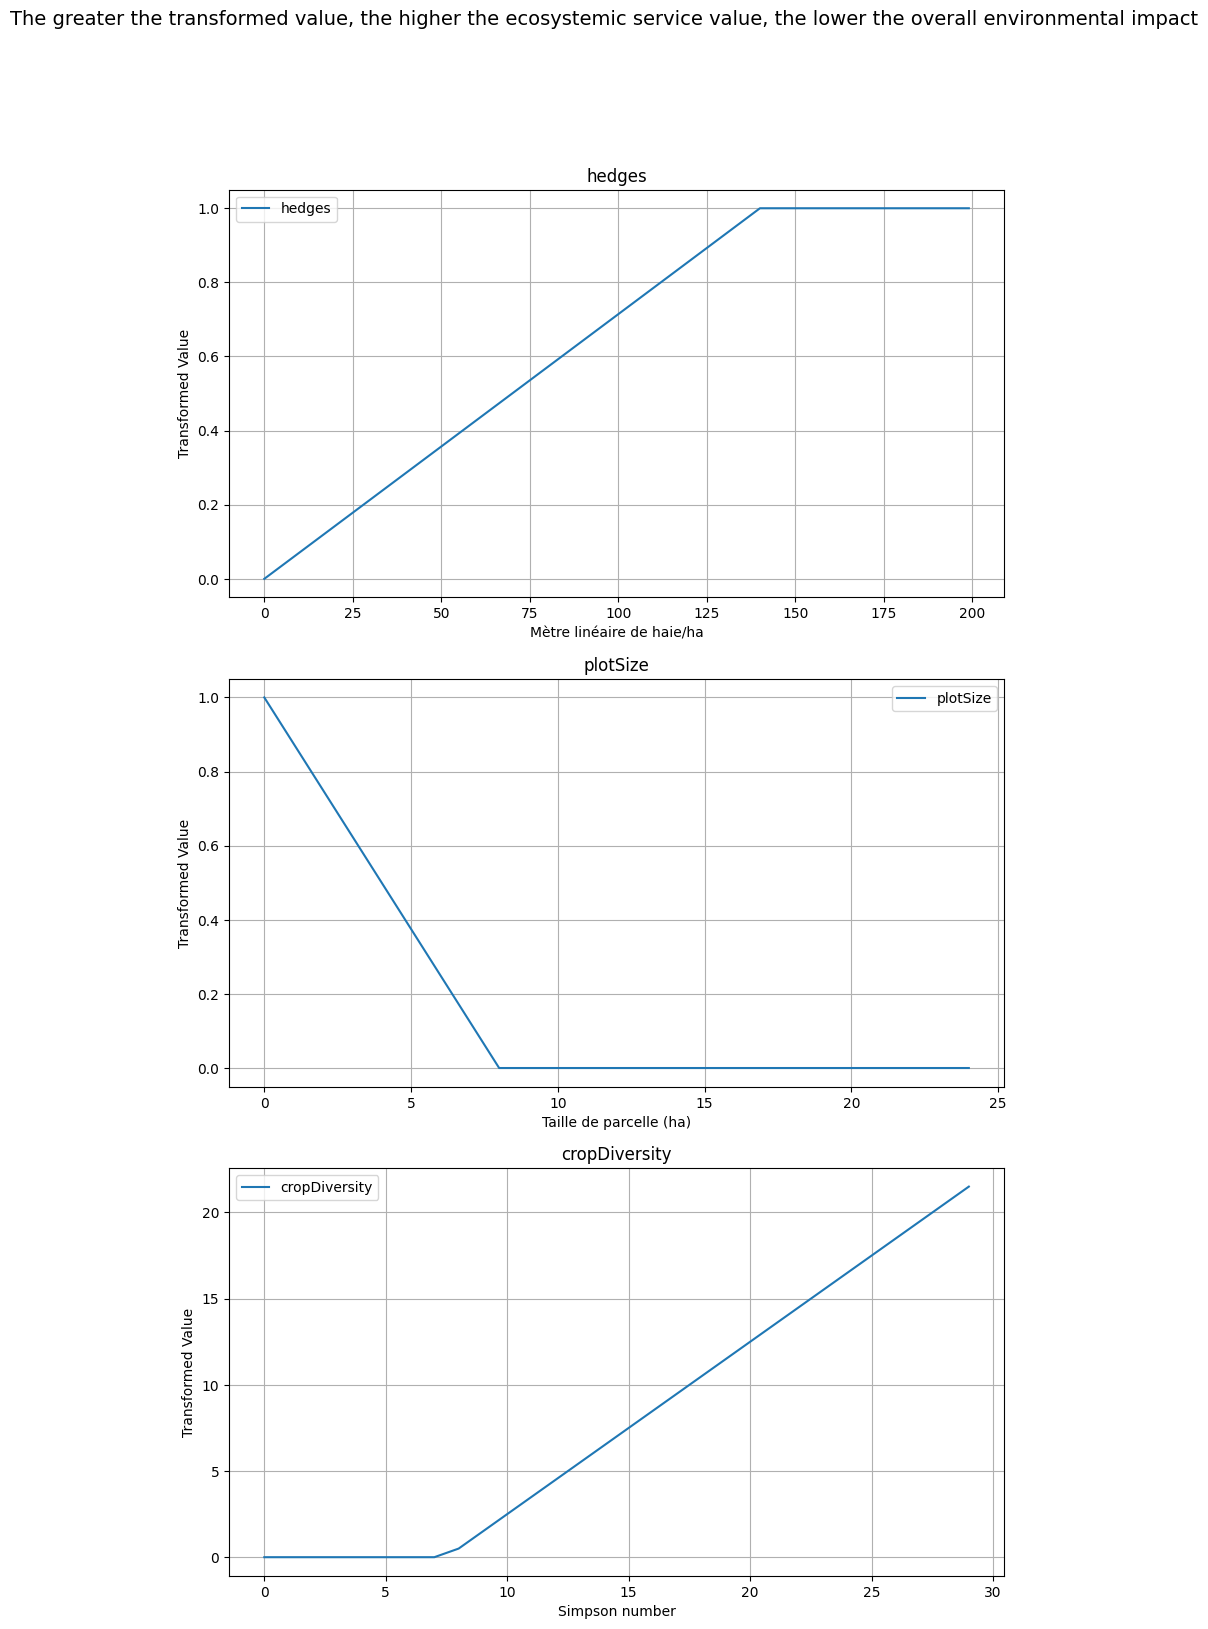 The greater the transformed value, the higher the ecosystemic service value, the lower the overall environmental impact
hedges
hedges
1.0
0.8
0.6
0.4
0.2
0.0
Transformed Value
0 25 50 75 100 125 150 175 200
Mètre linéaire de haie/ha
plotSize
plotSize
1.0
0.8
0.6
0.4
0.2
0.0
Transformed Value
0 5 10 15 20 25
Taille de parcelle (ha)
cropDiversity
cropDiversity
20
15
10
5
0
Transformed Value
0 5 10 15 20 25 30
Simpson number